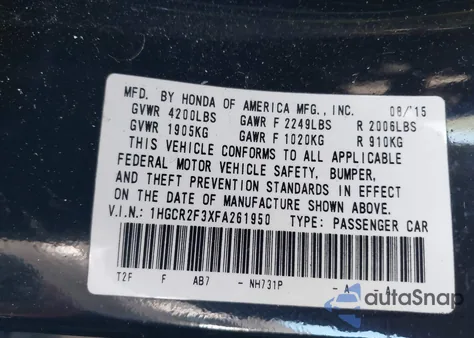 MFD. BY HONDA OF AMERICA MFG., INC. 08/15
GVWR 4200LBS GAWR F 2249LBS R 2006LBS
GVWR 1905KG GAWR F 1020KG R 910KG
THIS VEHICLE CONFORMS TO ALL APPLICABLE
FEDERAL MOTOR VEHICLE SAFETY, BUMPER,
AND THEFT PREVENTION STANDARDS IN EFFECT
ON THE DATE OF MANUFACTURE SHOWN ABOVE.
V.I.N.: 1HGCR2F3XFA261950 TYPE: PASSENGER CAR
T2F F AB7 -NH731P -A A
autoSnap